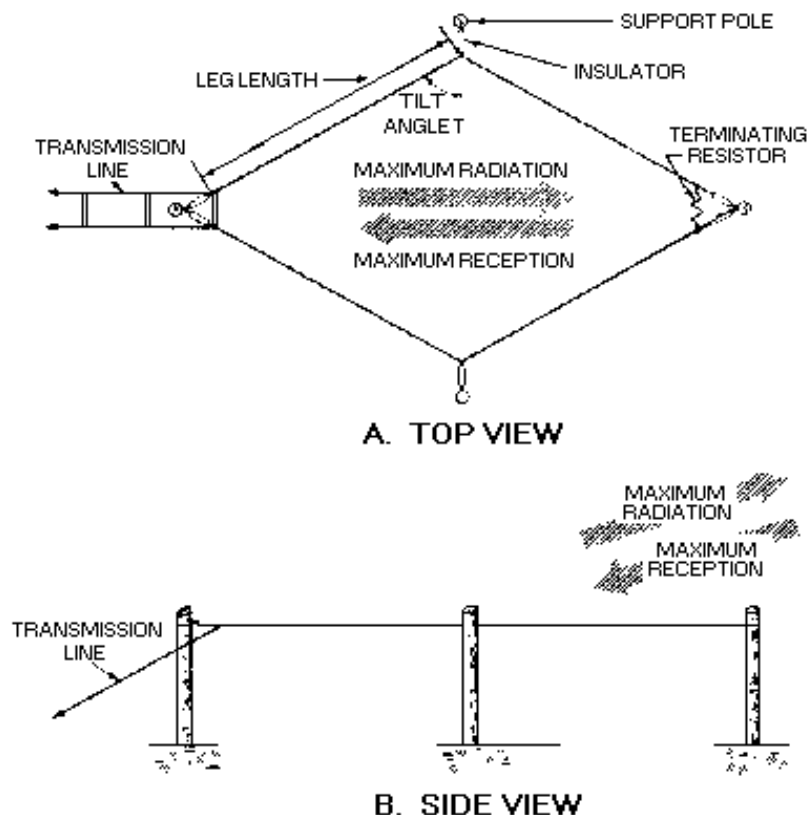 SUPPORT POLE
LEG LENGTH
INSULATOR
TILT
ANGLET
TERMINATING
RESISTOR
TRANSMISSION
LINE
MAXIMUM RADIATION
MAXIMUM RECEPTION
A. TOP VIEW
MAXIMUM
RADIATION
MAXIMUM
RECEPTION
TRANSMISSION
LINE
B. SIDE VIEW